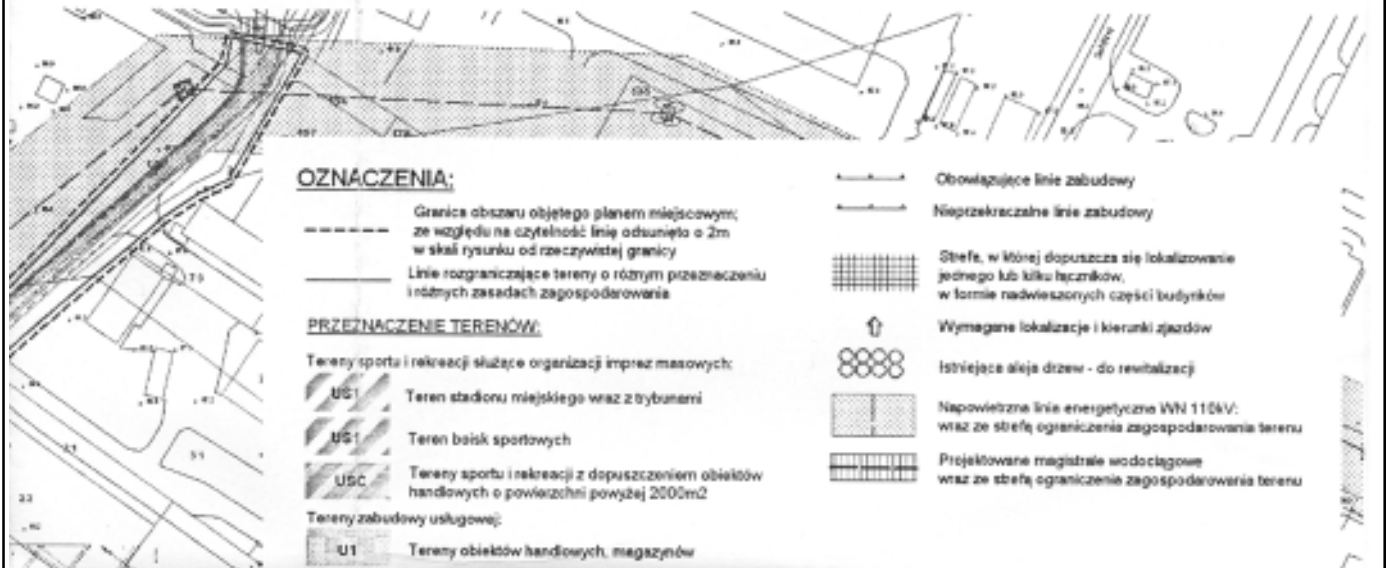 OZNACZENIA:
Granica obszaru objętego planem miejscowym;
ze względu na czytelność linię odsunięto o 2m
w skali rysunku od rzeczywistej granicy
Linie rozgraniczające tereny o różnym przeznaczeniu
i różnych zasadach zagospodarowania
PRZEZNACZENIE TERENÓW:
Tereny sportu i rekreacji służące organizacji imprez masowych:
US1
Teren stadionu miejskiego wraz z trybunami
US1
Teren boisk sportowych
USC
Tereny sportu i rekreacji z dopuszczeniem obiektów
handlowych o powierzchni powyżej 2000m2
Tereny zabudowy usługowej:
U1
Tereny obiektów handlowych, magazynów
Obowiązujące linie zabudowy
Nieprzekraczalne linie zabudowy
Strefa, w której dopuszcza się lokalizowanie
jednego lub kilku łączników,
w formie nadwieszonych części budynków
Wymagane lokalizacje i kierunki zjazdów
Istniejąca aleja drzew - do rewitalizacji
Napowietrzna linia energetyczna WN 110kV:
wraz ze strefą ograniczenia zagospodarowania terenu
Projektowane magistrale wodociągowe
wraz ze strefą ograniczenia zagospodarowania terenu